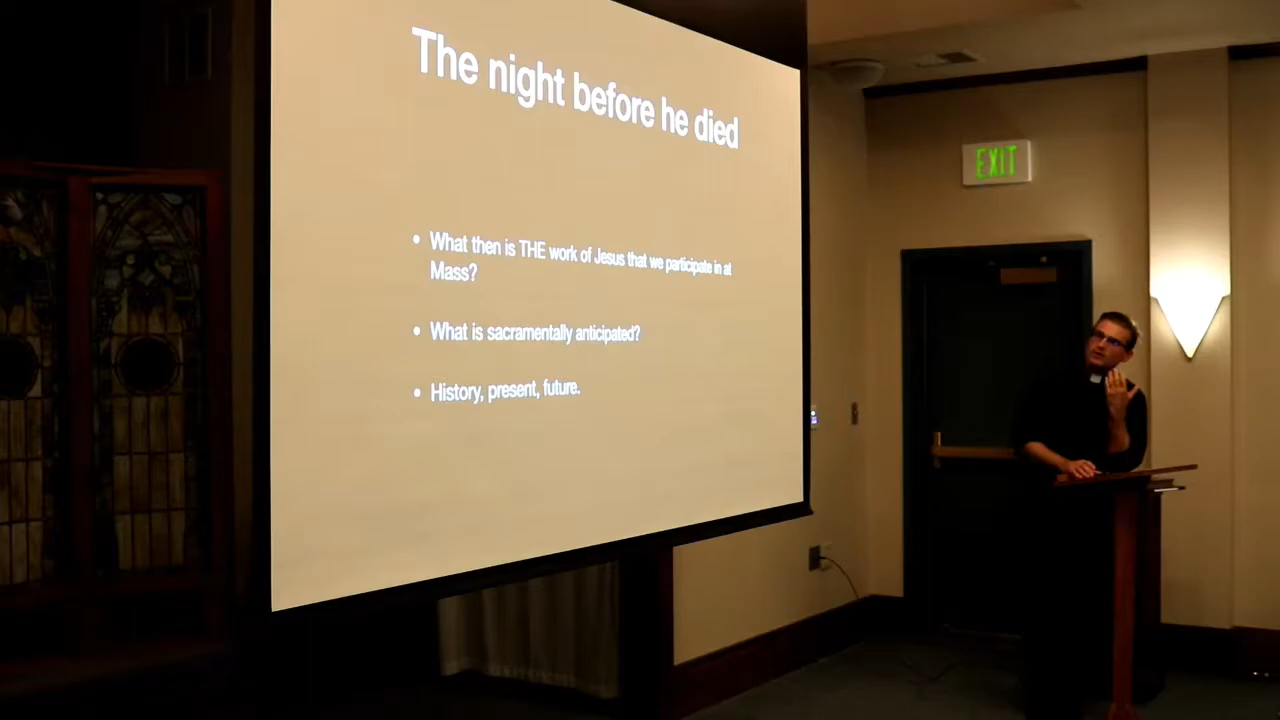 The night before he died
• What then is THE work of Jesus that we participate in at
Mass?
• What is sacramentally anticipated?
• History, present, future.
EXIT